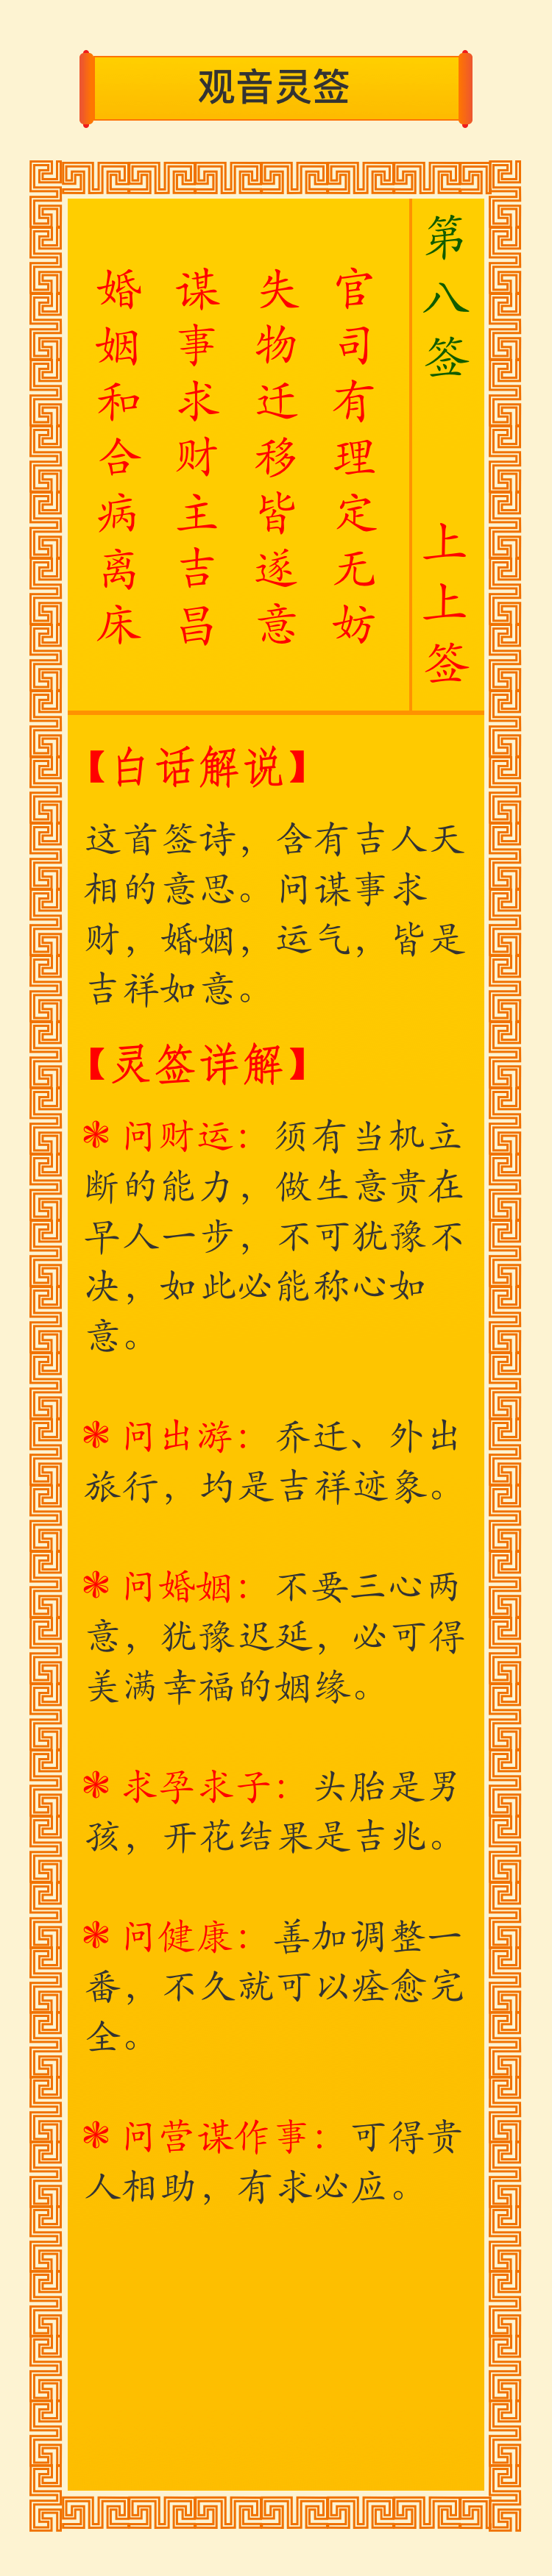 观音灵签
第八签
上上签
官司有理定无妨
失物迁移皆遂意
谋事求财主吉昌
婚姻和合病离床
【白话解说】
这首签诗，含有吉人天
相的意思。问谋事求
财，婚姻，运气，皆是
吉祥如意。
【灵签详解】
❃ 问财运：须有当机立
断的能力，做生意贵在
早人一步，不可犹豫不
决，如此必能称心如
意。
❃ 问出游：乔迁、外出
旅行，圴是吉祥迹象。
❃ 问婚姻：不要三心两
意，犹豫迟延，必可得
美满幸福的姻缘。
❃ 求孕求子：头胎是男
孩，开花结果是吉兆。
❃ 问健康：善加调整一
番，不久就可以痊愈完
全。
❃ 问营谋作事：可得贵
人相助，有求必应。